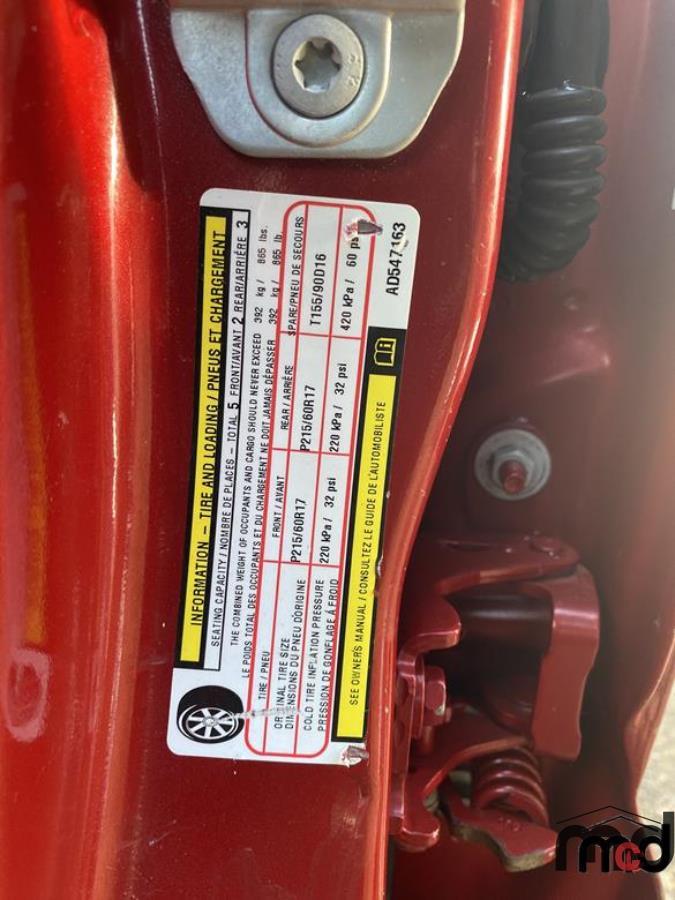 INFORMATION - TIRE AND LOADING / PNEUS ET CHARGEMENT
SEATING CAPACITY / NOMBRE DE PLACES - TOTAL 5 FRONT/AVANT 2 REAR/ARRIÈRE 3
THE COMBINED WEIGHT OF OCCUPANTS AND CARGO SHOULD NEVER EXCEED 392 kg / 865 lbs.
LE POIDS TOTAL DES OCCUPANTS ET DU CHARGEMENT NE DOIT JAMAIS DÉPASSER 392 kg / 865 lb.
TIRE / PNEU FRONT / AVANT REAR / ARRIÈRE SPARE/PNEU DE SECOURS
ORIGINAL TIRE SIZE
DIMENSIONS DU PNEU D'ORIGINE P215/60R17 P215/60R17 T155/90D16
COLD TIRE INFLATION PRESSURE
PRESSION DE GONFLAGE À FROID 220 kPa / 32 psi 220 kPa / 32 psi 420 kPa / 60 psi
SEE OWNER'S MANUAL / CONSULTEZ LE GUIDE DE L'AUTOMOBILISTE
mcd